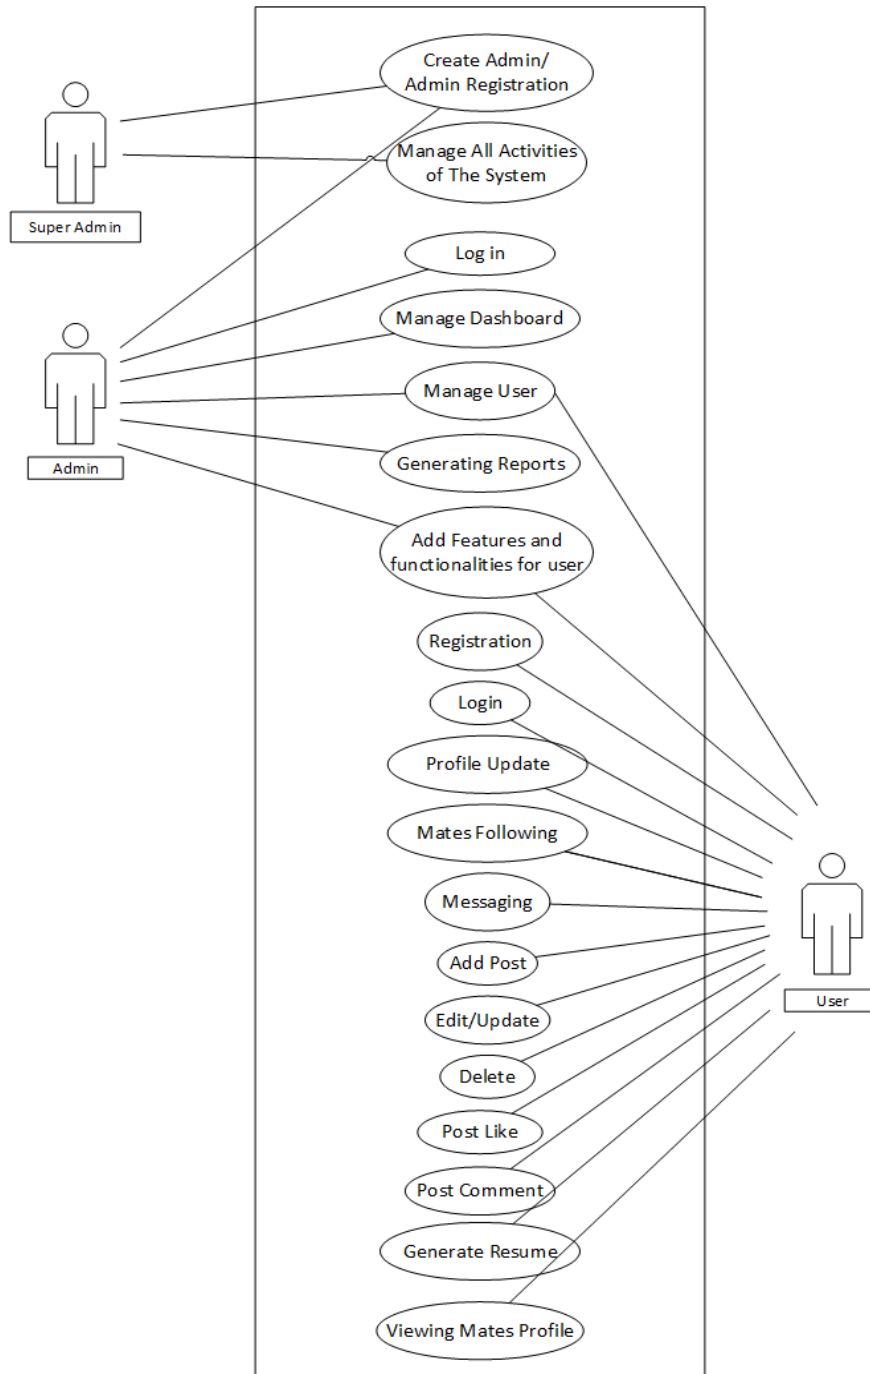 Create Admin/
Admin Registration
Manage All Activities
of The System
Super Admin
Log in
Manage Dashboard
Manage User
Admin
Generating Reports
Add Features and
functionalities for user
Registration
Login
Profile Update
Mates Following
Messaging
Add Post
User
Edit/Update
Delete
Post Like
Post Comment
Generate Resume
Viewing Mates Profile